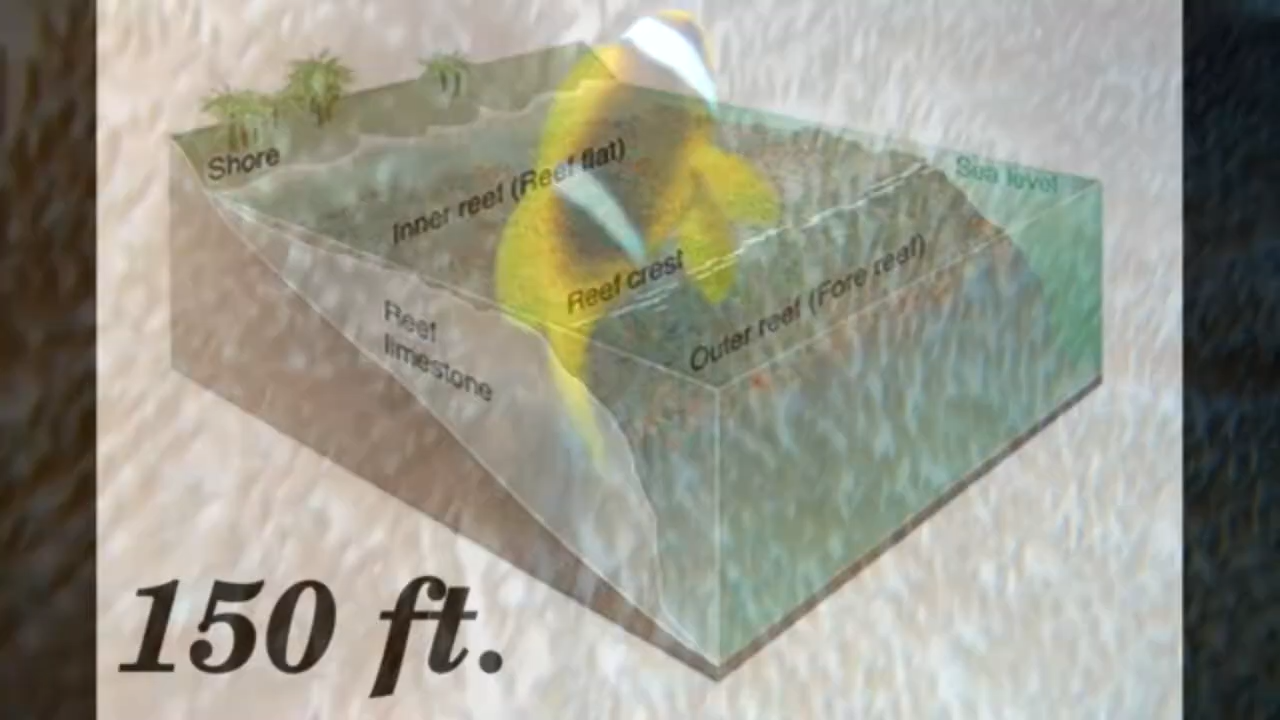 Shore
Inner reef (Reef flat)
Sea level
Reef crest
Outer reef (Fore reef)
Reef
limestone
150 ft.